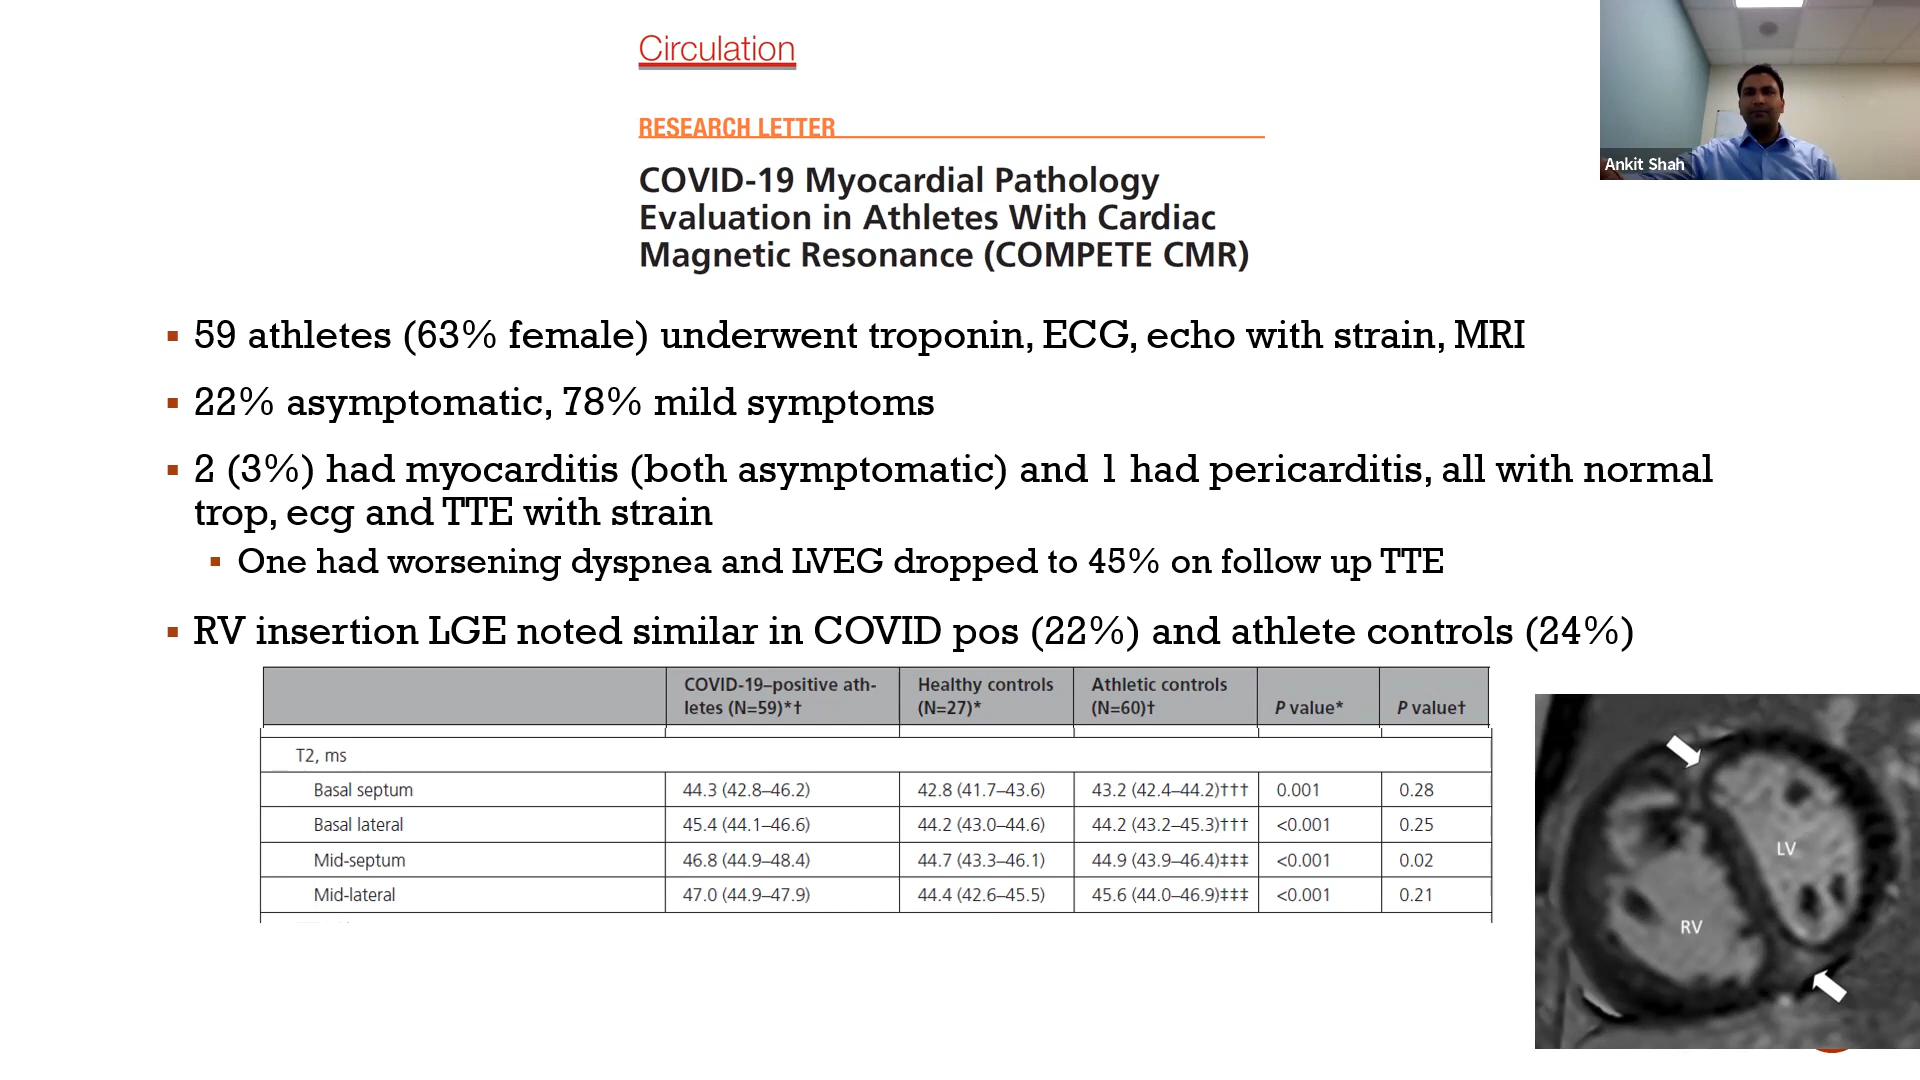 Circulation
RESEARCH LETTER
COVID-19 Myocardial Pathology
Evaluation in Athletes With Cardiac
Magnetic Resonance (COMPETE CMR)
Ankit Shah
▪ 59 athletes (63% female) underwent troponin, ECG, echo with strain, MRI
▪ 22% asymptomatic, 78% mild symptoms
▪ 2 (3%) had myocarditis (both asymptomatic) and 1 had pericarditis, all with normal
trop, ecg and TTE with strain
▪ One had worsening dyspnea and LVEG dropped to 45% on follow up TTE
▪ RV insertion LGE noted similar in COVID pos (22%) and athlete controls (24%)
COVID-19–positive ath- Healthy controls Athletic controls
letes (N=59)*† (N=27)* (N=60)† P value* P value†
T2, ms
Basal septum 44.3 (42.8–46.2) 42.8 (41.7–43.6) 43.2 (42.4–44.2)††† 0.001 0.28
Basal lateral 45.4 (44.1–46.6) 44.2 (43.0–44.6) 44.2 (43.2–45.3)††† <0.001 0.25
Mid-septum 46.8 (44.9–48.4) 44.7 (43.3–46.1) 44.9 (43.9–46.4)‡‡‡ <0.001 0.02
Mid-lateral 47.0 (44.9–47.9) 44.4 (42.6–45.5) 45.6 (44.0–46.9)‡‡‡ <0.001 0.21
LV
RV